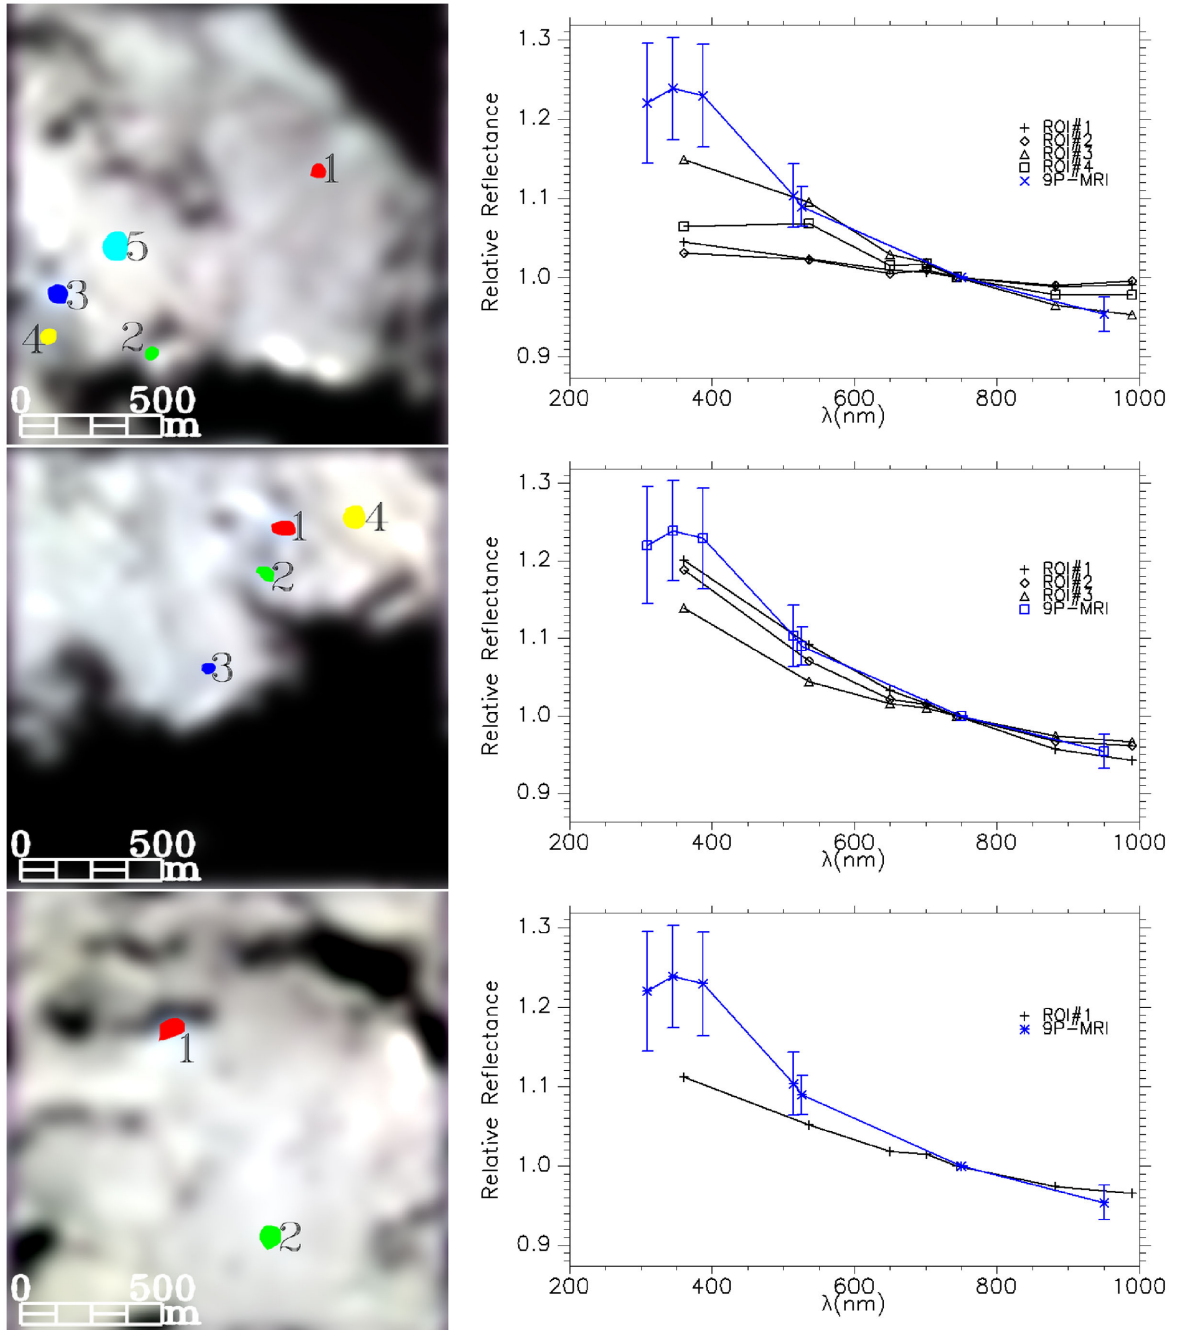 1
5
3
4
2
0 500
m
1.3
1.2
1.1
1.0
0.9
Relative Reflectance
ROI#1
ROI#2
ROI#3
ROI#4
9P-MRI
200 400 600 800 1000
λ(nm)
1
4
2
3
0 500
m
1.3
1.2
1.1
1.0
0.9
Relative Reflectance
ROI#1
ROI#2
ROI#3
9P-MRI
200 400 600 800 1000
λ(nm)
1
2
0 500
m
1.3
1.2
1.1
1.0
0.9
Relative Reflectance
ROI#1
9P-MRI
200 400 600 800 1000
λ(nm)